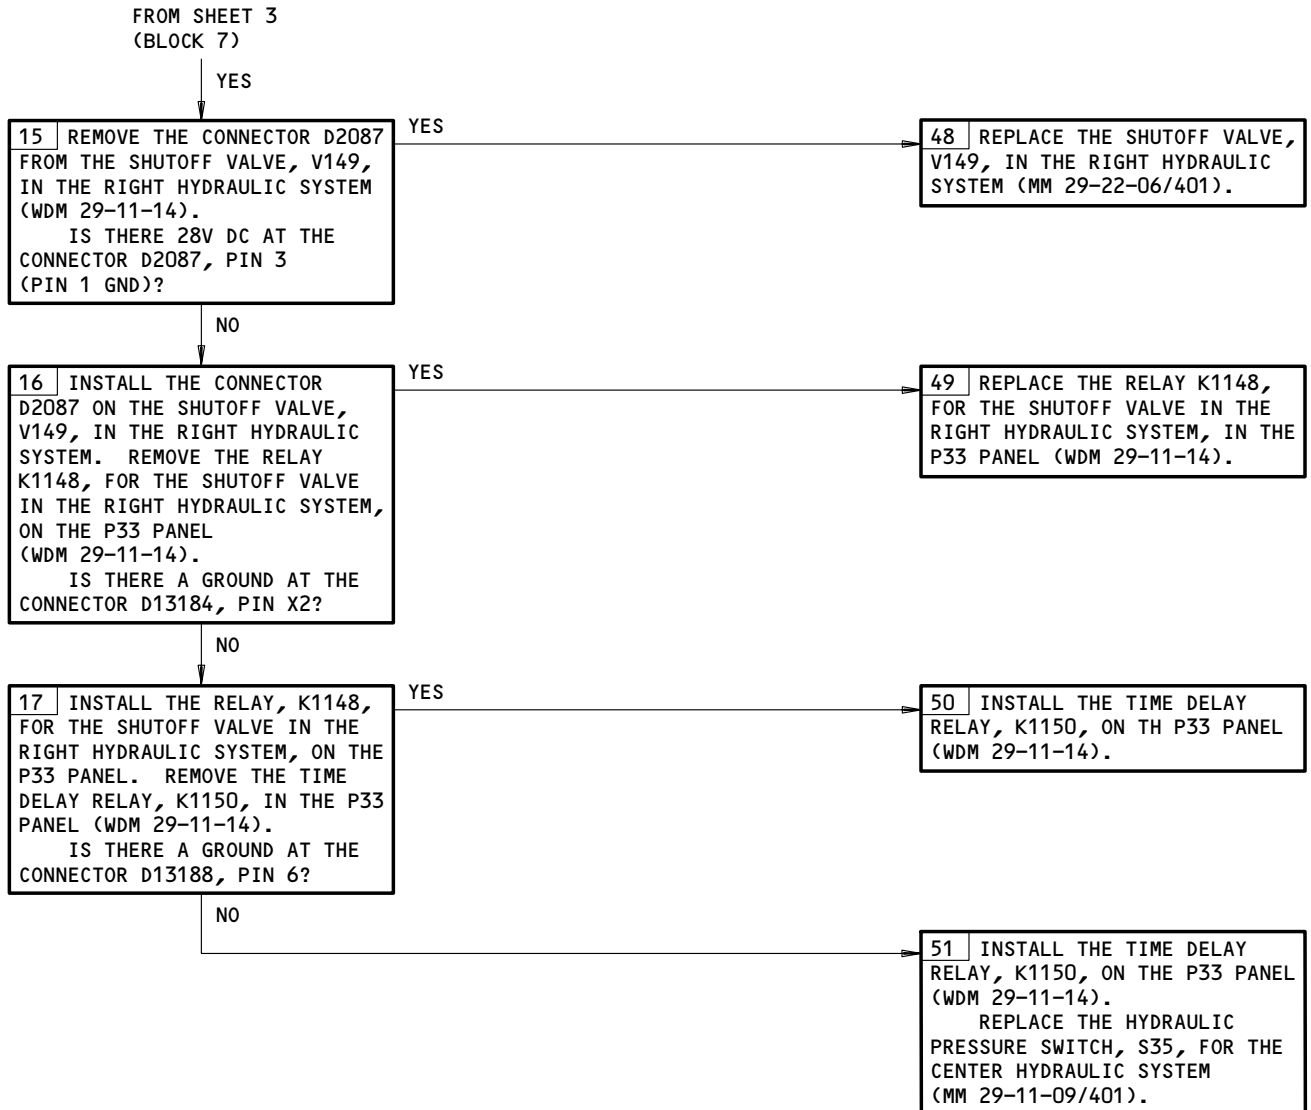 FROM SHEET 3
(BLOCK 7)
YES
15 REMOVE THE CONNECTOR D2087
FROM THE SHUTOFF VALVE, V149,
IN THE RIGHT HYDRAULIC SYSTEM
(WDM 29-11-14).
IS THERE 28V DC AT THE
CONNECTOR D2087, PIN 3
(PIN 1 GND)?
YES
48 REPLACE THE SHUTOFF VALVE,
V149, IN THE RIGHT HYDRAULIC
SYSTEM (MM 29-22-06/401).
NO
16 INSTALL THE CONNECTOR
D2087 ON THE SHUTOFF VALVE,
V149, IN THE RIGHT HYDRAULIC
SYSTEM. REMOVE THE RELAY
K1148, FOR THE SHUTOFF VALVE
IN THE RIGHT HYDRAULIC SYSTEM,
ON THE P33 PANEL
(WDM 29-11-14).
IS THERE A GROUND AT THE
CONNECTOR D13184, PIN X2?
YES
49 REPLACE THE RELAY K1148,
FOR THE SHUTOFF VALVE IN THE
RIGHT HYDRAULIC SYSTEM, IN THE
P33 PANEL (WDM 29-11-14).
NO
17 INSTALL THE RELAY, K1148,
FOR THE SHUTOFF VALVE IN THE
RIGHT HYDRAULIC SYSTEM, ON THE
P33 PANEL. REMOVE THE TIME
DELAY RELAY, K1150, IN THE P33
PANEL (WDM 29-11-14).
IS THERE A GROUND AT THE
CONNECTOR D13188, PIN 6?
YES
50 INSTALL THE TIME DELAY
RELAY, K1150, ON TH P33 PANEL
(WDM 29-11-14).
NO
51 INSTALL THE TIME DELAY
RELAY, K1150, ON THE P33 PANEL
(WDM 29-11-14).
REPLACE THE HYDRAULIC
PRESSURE SWITCH, S35, FOR THE
CENTER HYDRAULIC SYSTEM
(MM 29-11-09/401).